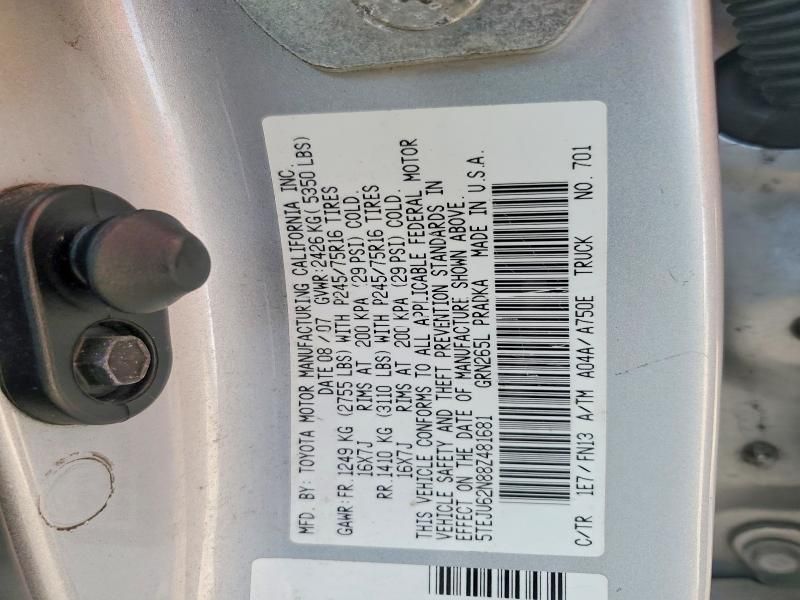 MFD. BY: TOYOTA MOTOR MANUFACTURING CALIFORNIA INC.
DATE 08 / 07 GVWR:2426 KG( 5350 LBS)
GAWR:FR. 1249 KG (2755 LBS) WITH P245/75R16 TIRES
16X7J RIMS AT 200 KPA (29 PSI) COLD.
RR. 1410 KG (3110 LBS) WITH P245/75R16 TIRES
16X7J RIMS AT 200 KPA (29 PSI) COLD.
THIS VEHICLE CONFORMS TO ALL APPLICABLE FEDERAL MOTOR
VEHICLE SAFETY AND THEFT PREVENTION STANDARDS IN
EFFECT ON THE DATE OF MANUFACTURE SHOWN ABOVE.
5TEJU62N88Z481681 GRN265L PRADKA MADE IN U.S.A.
C/TR 1E7/FN13 A/TM A04A/A750E TRUCK NO. 701